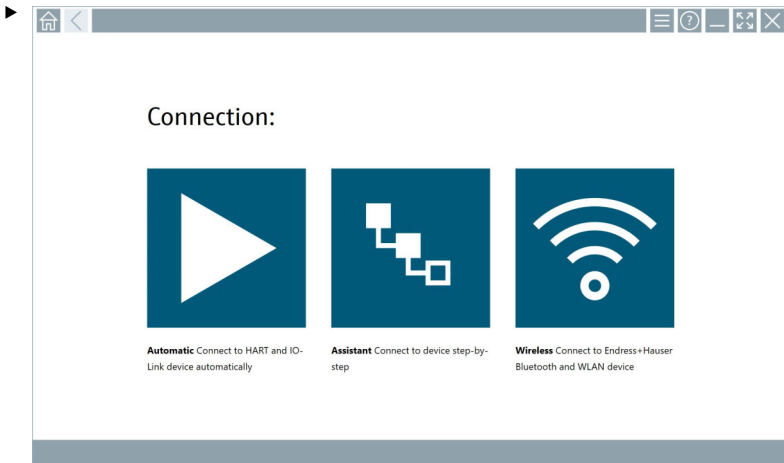 Connection:
Automatic Connect to HART and IO-
Link device automatically
Assistant Connect to device step-by-
step
Wireless Connect to Endress+Hauser
Bluetooth and WLAN device